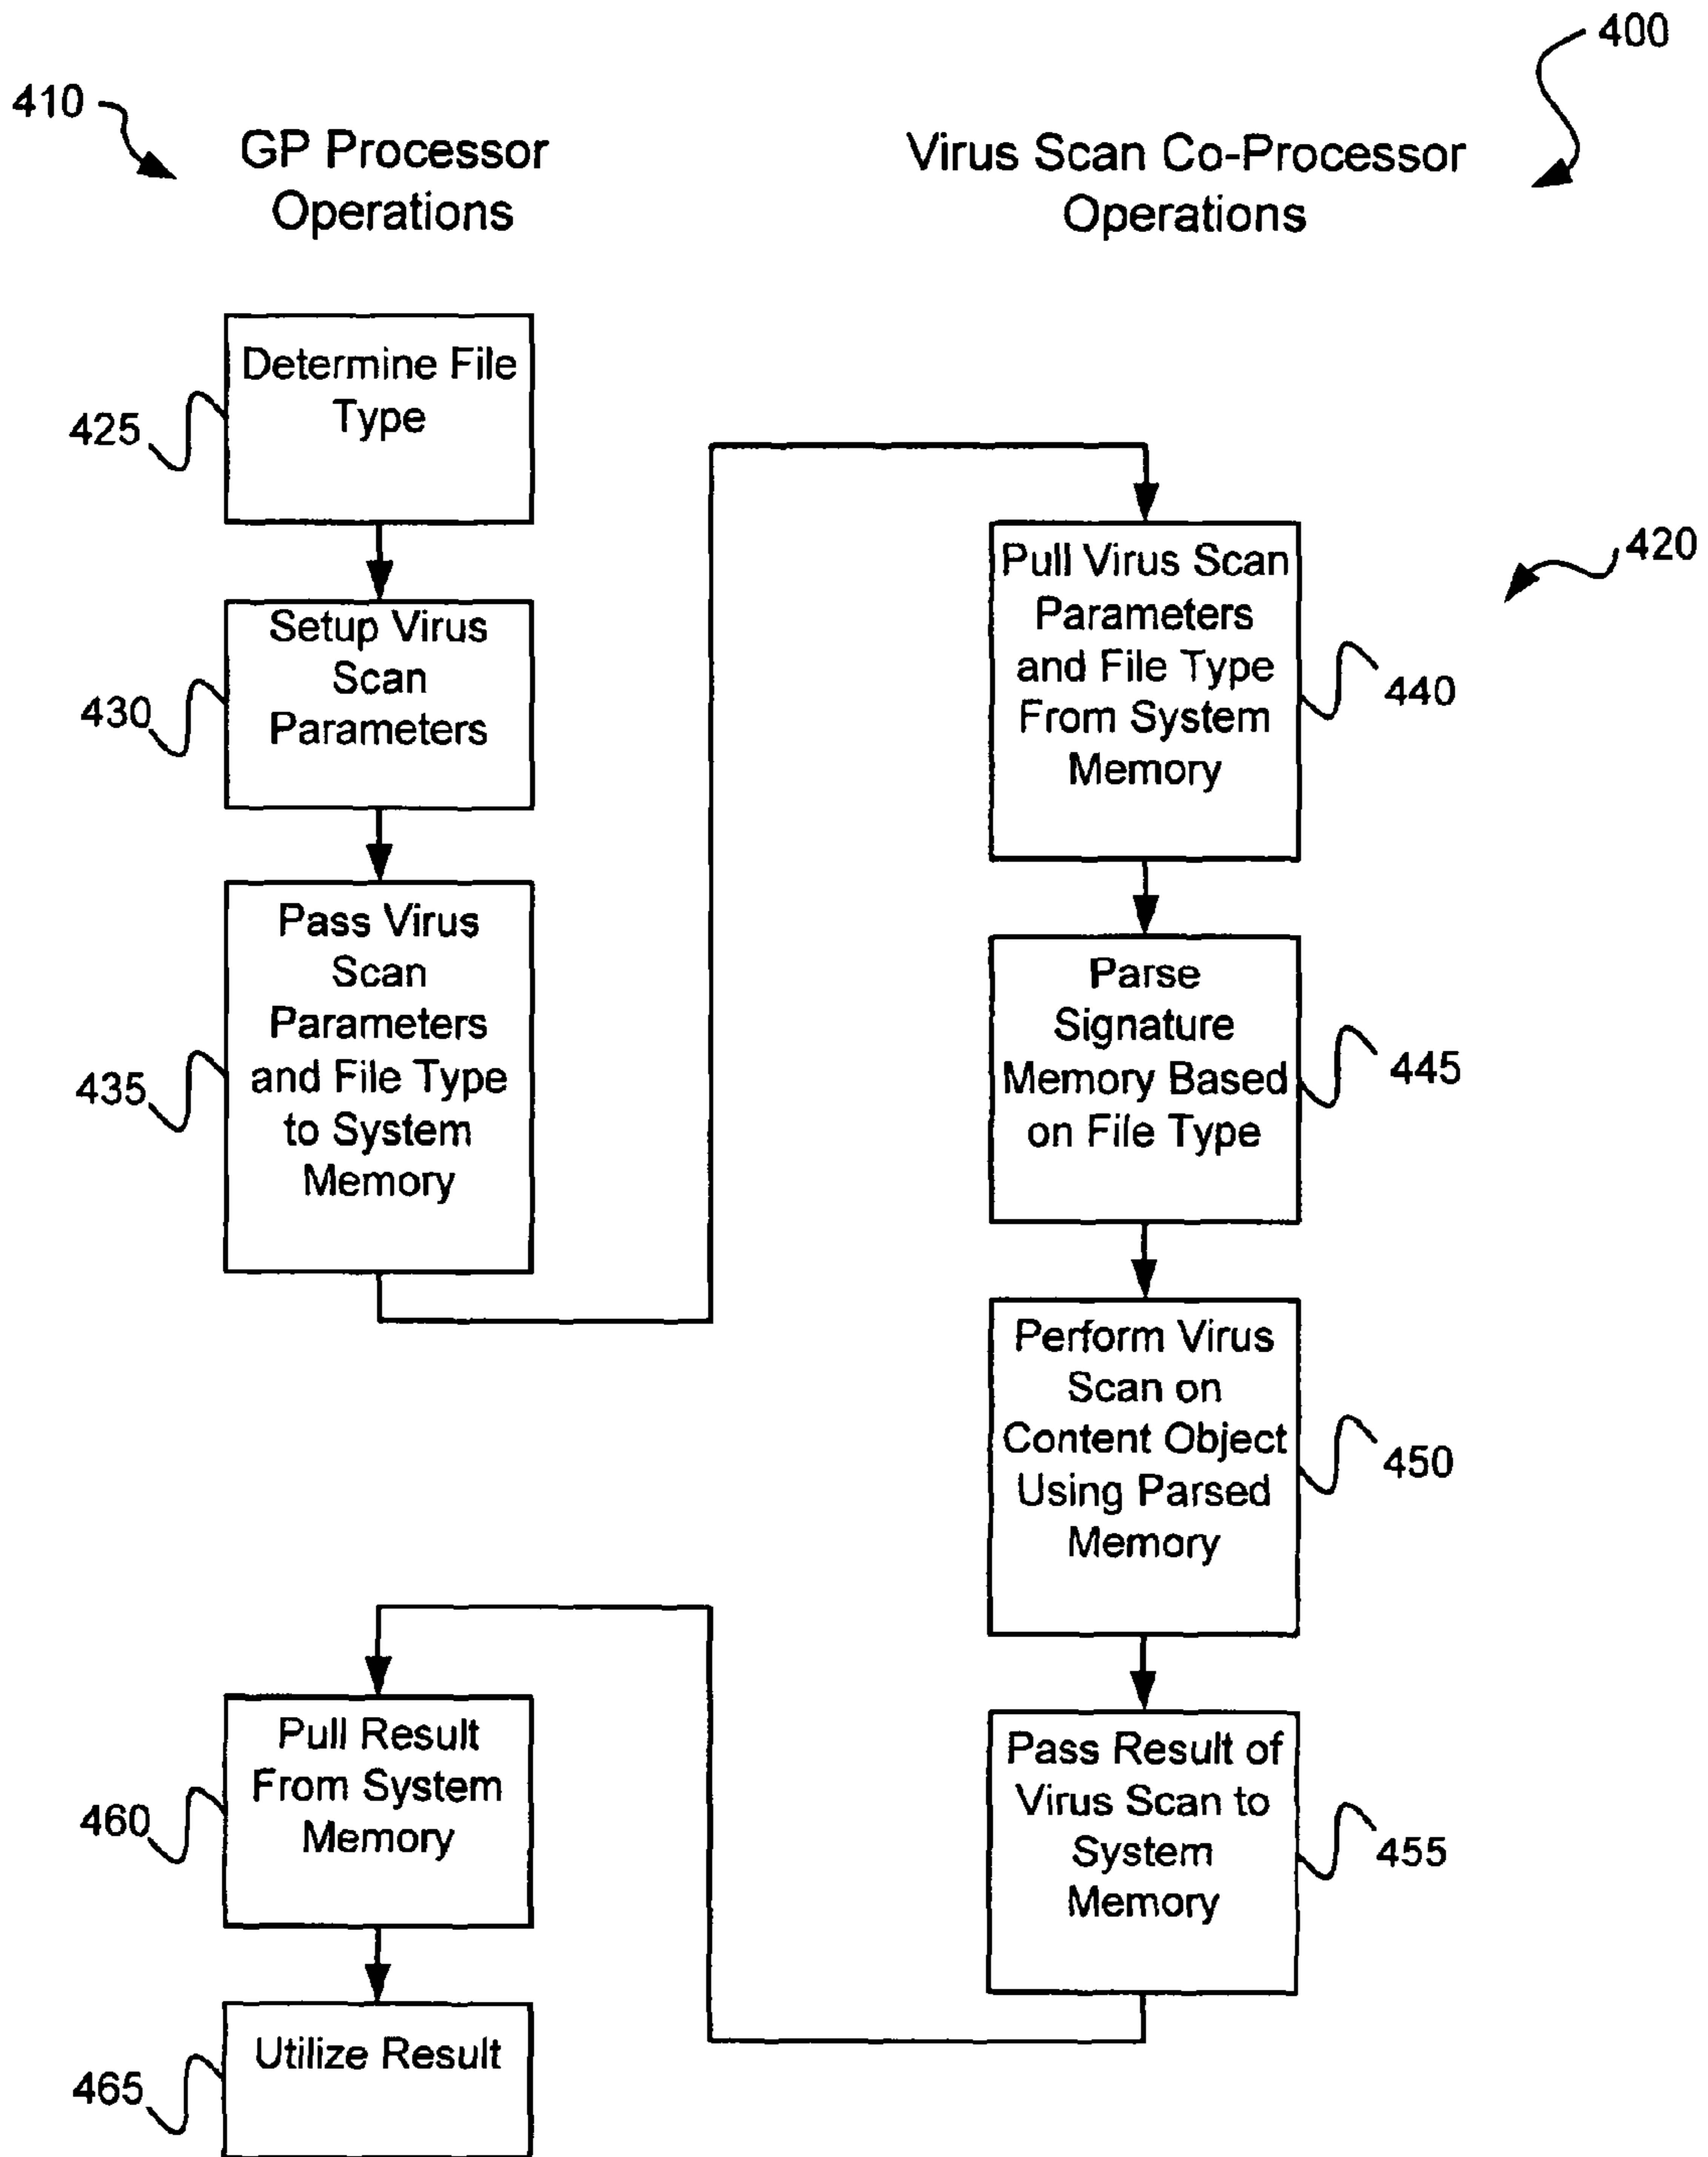 400
410
GP Processor
Operations
Virus Scan Co-Processor
Operations
Determine File
Type
425
Setup Virus
Scan
Parameters
430
Pass Virus
Scan
Parameters
and File Type
to System
Memory
435
420
Pull Virus Scan
Parameters
and File Type
From System
Memory
440
Parse
Signature
Memory Based
on File Type
445
Perform Virus
Scan on
Content Object
Using Parsed
Memory
450
Pass Result of
Virus Scan to
System
Memory
455
Pull Result
From System
Memory
460
Utilize Result
465